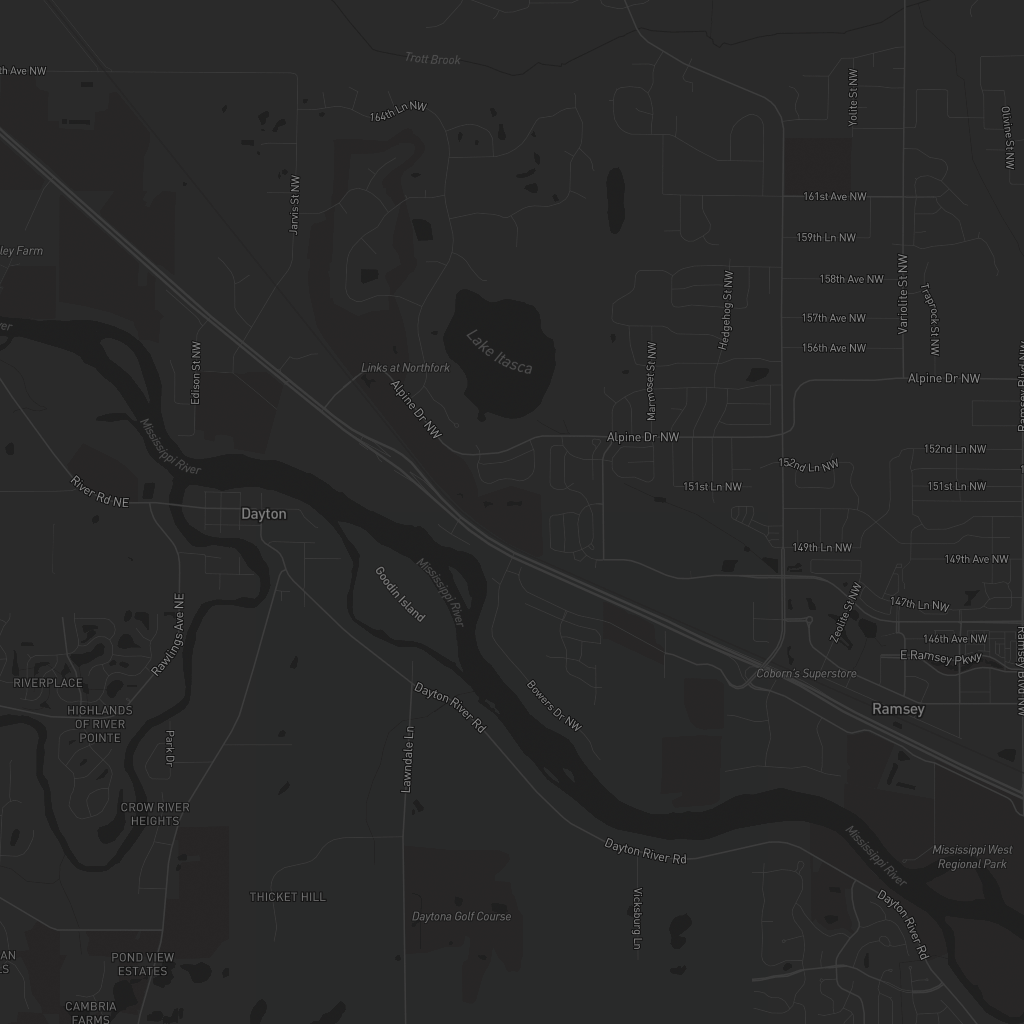 Trott Brook
th Ave NW
164th Ln NW
Yolite St NW
Olivine St NW
Jarvis St NW
161st Ave NW
159th Ln NW
ley Farm
158th Ave NW
Variolite St NW
Traprock St NW
Hedgehog St NW
157th Ave NW
156th Ave NW
Lake Itasca
Edison St NW
Links at Northfork
Marmoset St NW
Alpine Dr NW
Alpine Dr NW
Alpine Dr NW
Mississippi River
152nd Ln NW
152nd Ln NW
151st Ln NW
151st Ln NW
River Rd NE
Dayton
149th Ln NW
149th Ave NW
Goodin Island
Mississippi River
Rawlings Ave NE
Zeolite St NW
147th Ln NW
146th Ave NW
E Ramsey Pkwy
Ramsey Blvd NW
Coborn's Superstore
RIVERPLACE
HIGHLANDS
OF RIVER
POINTE
Park Dr
Dayton River Rd
Bowers Dr NW
Ramsey
Lawndale Ln
CROW RIVER
HEIGHTS
Dayton River Rd
Mississippi River
Mississippi West
Regional Park
THICKET HILL
Daytona Golf Course
Vicksburg Ln
Dayton River Rd
POND VIEW
ESTATES
CAMBRIA
FARMS